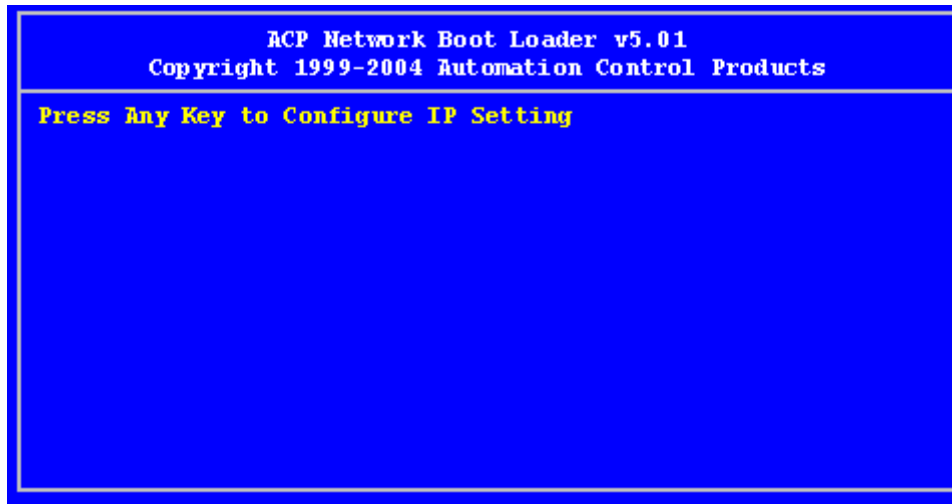 ACP Network Boot Loader v5.01
Copyright 1999-2004 Automation Control Products
Press Any Key to Configure IP Setting